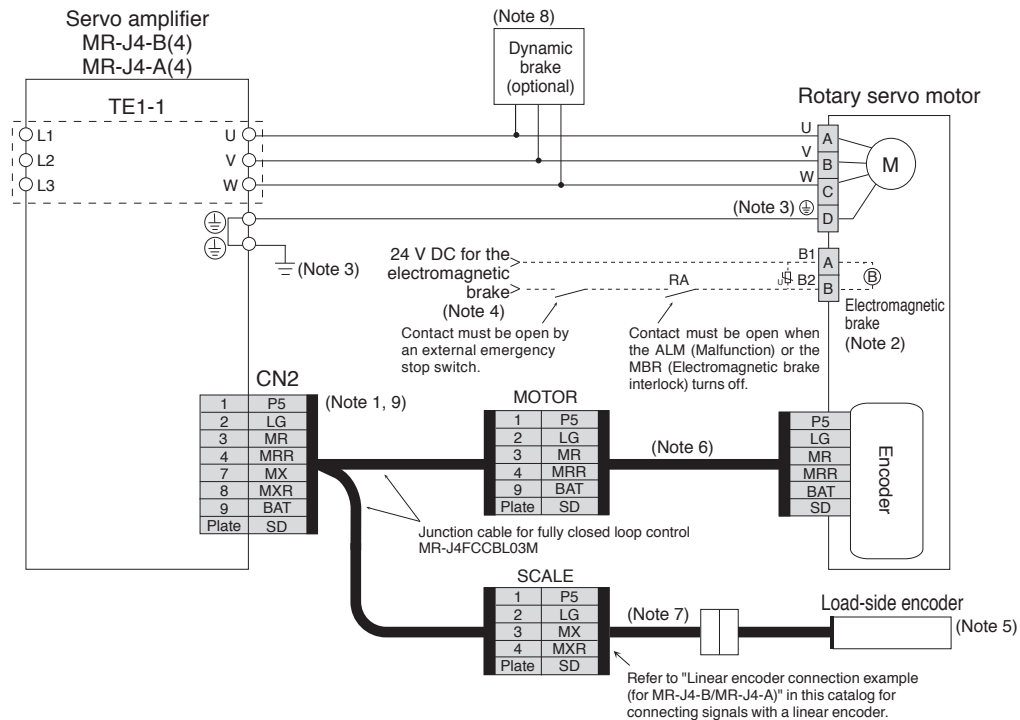 Servo amplifier
MR-J4-B(4)
MR-J4-A(4)
(Note 8)
Dynamic
brake
(optional)
Rotary servo motor
TE1-1
L1
L2
L3
U
V
W
U
V
W
A
B
C
D
M
(Note 3)
(Note 3)
24 V DC for the
electromagnetic
brake
(Note 4)
RA
B1
B2
U
A
B
B
Electromagnetic
brake
(Note 2)
Contact must be open by
an external emergency
stop switch.
Contact must be open when
the ALM (Malfunction) or the
MBR (Electromagnetic brake
interlock) turns off.
CN2
(Note 1, 9)
1 P5
2 LG
3 MR
4 MRR
7 MX
8 MXR
9 BAT
Plate SD
MOTOR
1 P5
2 LG
3 MR
4 MRR
9 BAT
Plate SD
(Note 6)
P5
LG
MR
MRR
BAT
SD
Encoder
Junction cable for fully closed loop control
MR-J4FCCBL03M
SCALE
1 P5
2 LG
3 MX
4 MXR
Plate SD
(Note 7)
Load-side encoder
(Note 5)
Refer to "Linear encoder connection example
(for MR-J4-B/MR-J4-A)" in this catalog for
connecting signals with a linear encoder.